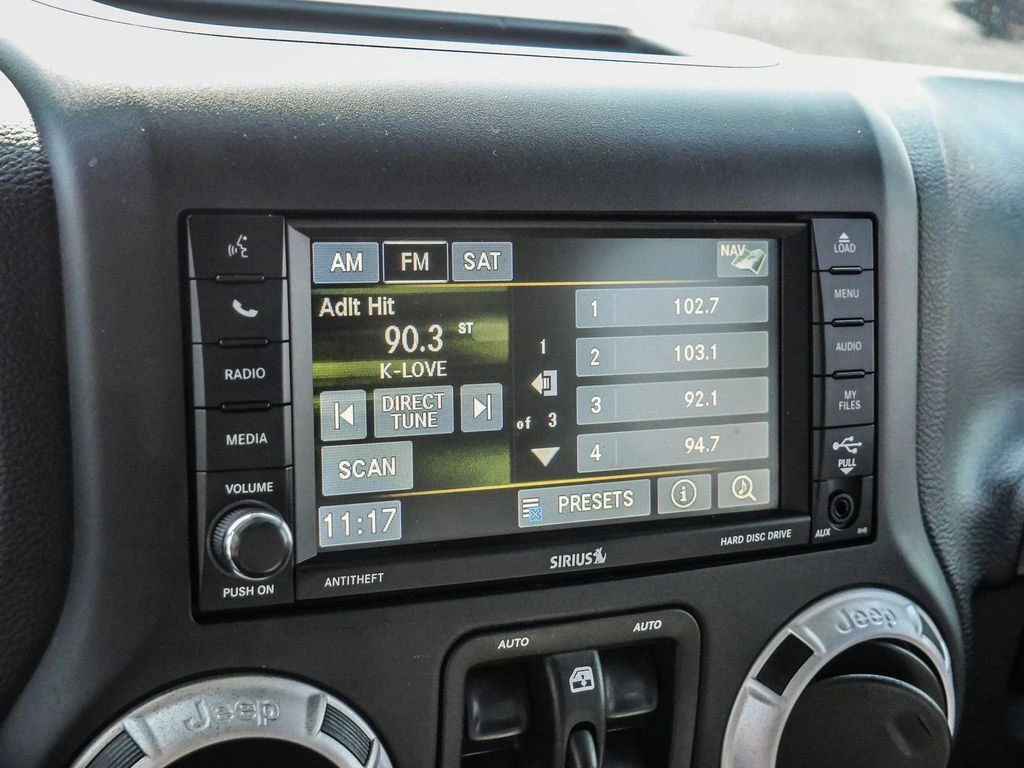 AM FM SAT NAV
Adlt Hit
90.3 ST
K-LOVE
DIRECT
TUNE
SCAN
11:17
1
of 3
1 102.7
2 103.1
3 92.1
4 94.7
PRESETS
RADIO
MEDIA
VOLUME
PUSH ON
LOAD
MENU
AUDIO
MY
FILES
PULL
AUX
ANTITHEFT
SIRIUS
HARD DISC DRIVE
AUTO
AUTO
Jeep
Jeep